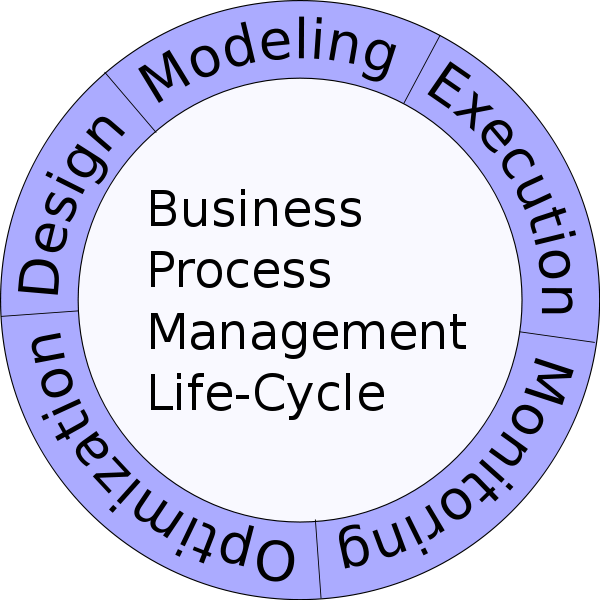 Business
Process
Management
Life-Cycle
Design
Modeling
Execution
Monitoring
Optimization